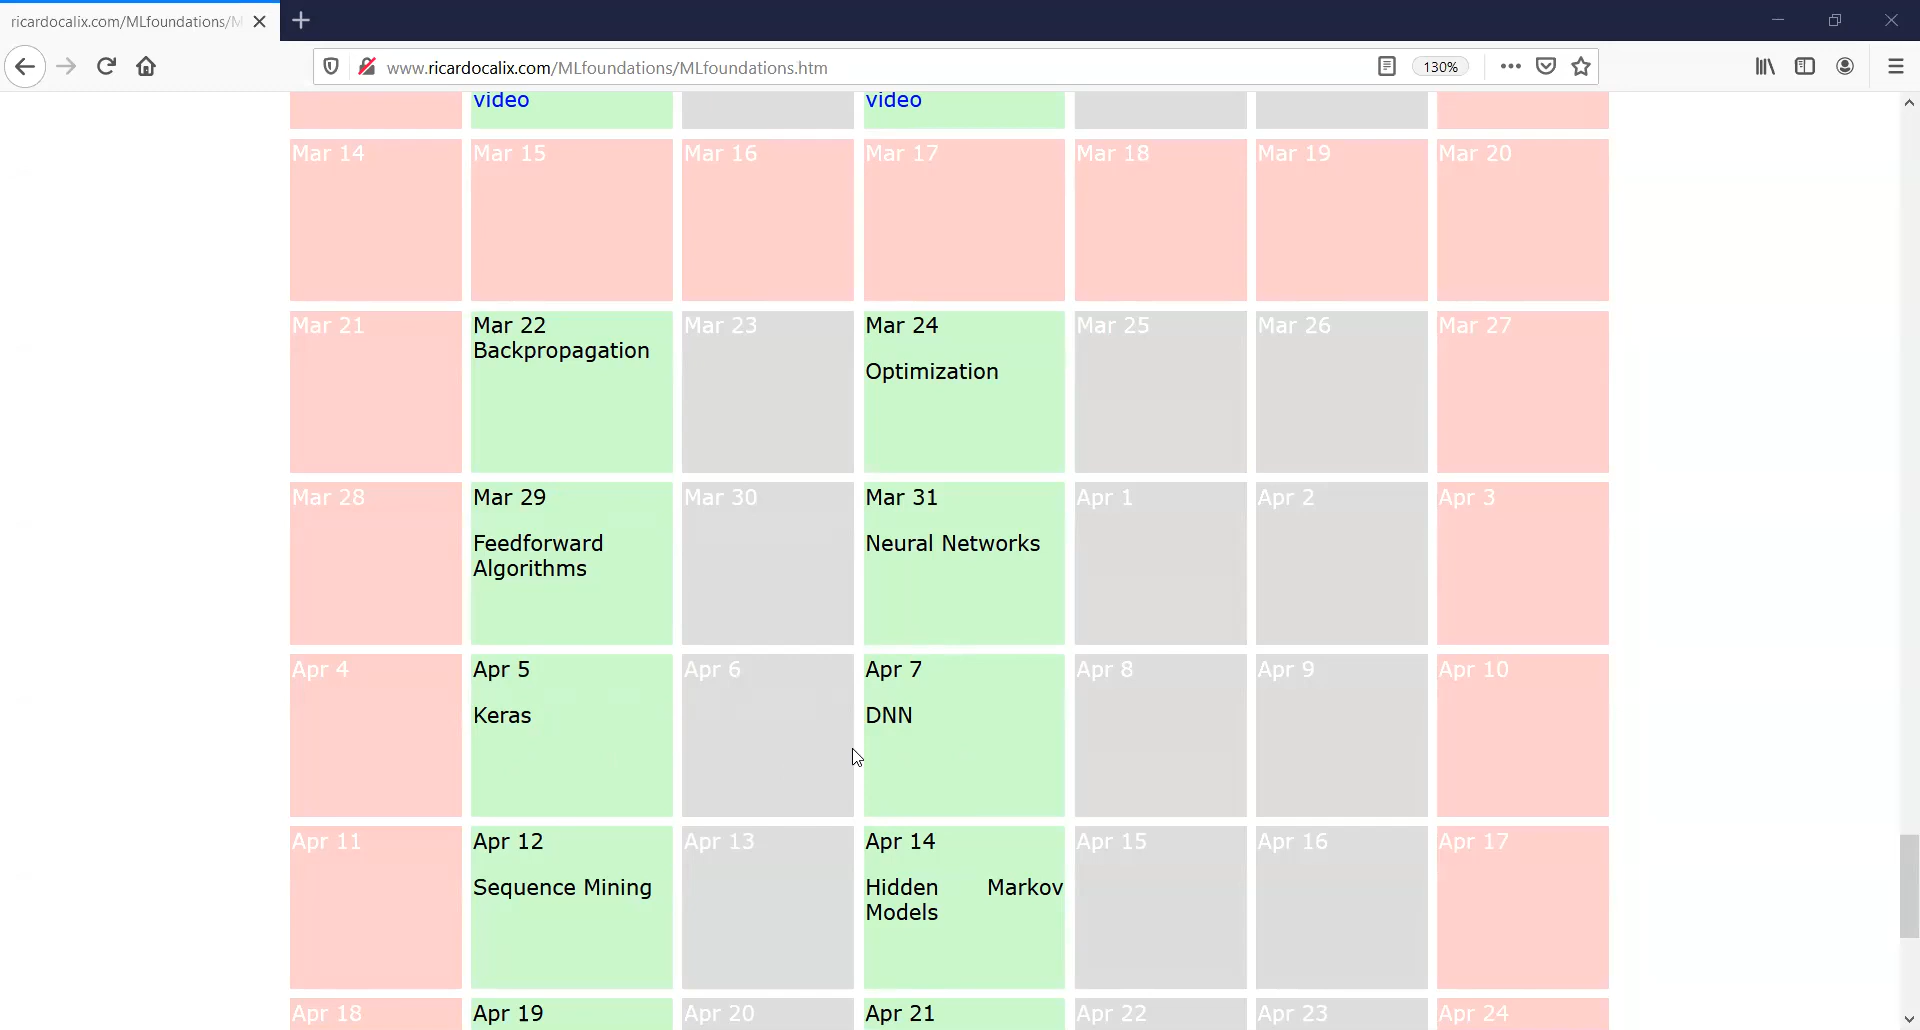 ricardocalix.com/MLfoundations/M
www.ricardocalix.com/MLfoundations/MLfoundations.htm
130%
video
video
Mar 14
Mar 15
Mar 16
Mar 17
Mar 18
Mar 19
Mar 20
Mar 21
Mar 22
Backpropagation
Mar 23
Mar 24
Optimization
Mar 25
Mar 26
Mar 27
Mar 28
Mar 29
Feedforward
Algorithms
Mar 30
Mar 31
Neural Networks
Apr 1
Apr 2
Apr 3
Apr 4
Apr 5
Keras
Apr 6
Apr 7
DNN
Apr 8
Apr 9
Apr 10
Apr 11
Apr 12
Sequence Mining
Apr 13
Apr 14
Hidden Markov
Models
Apr 15
Apr 16
Apr 17
Apr 18
Apr 19
Apr 20
Apr 21
Apr 22
Apr 23
Apr 24